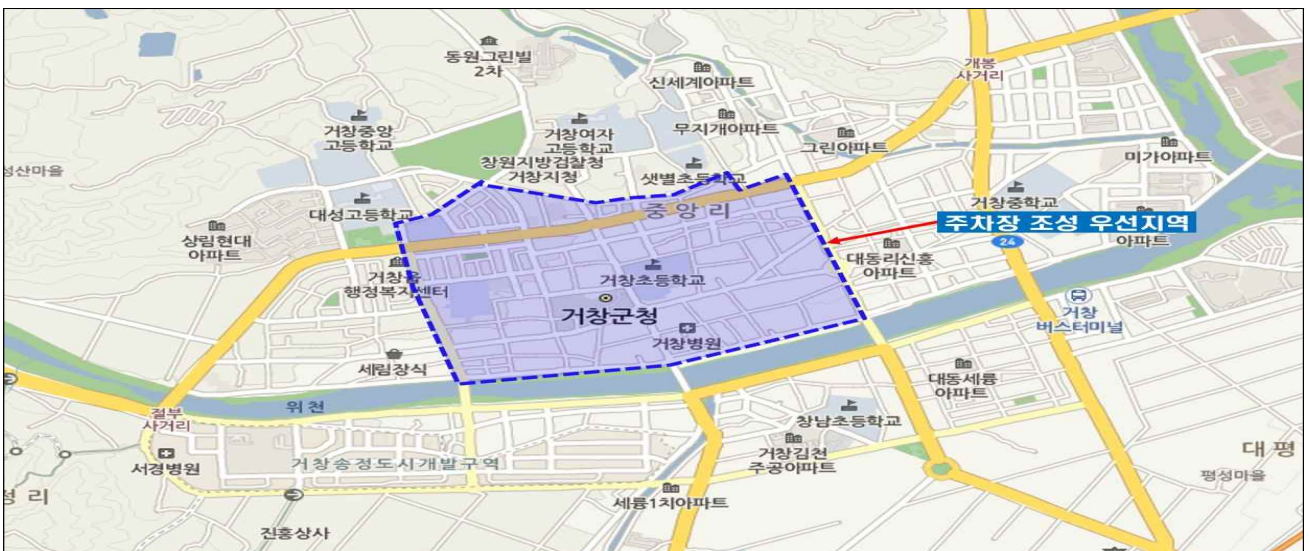 동원그린빌
2차
신세계아파트
개봉
사거리
거창중앙
고등학교
거창여자
고등학교
무지개아파트
그린아파트
미가아파트
성산마을
창원지방검찰청
거창지청
샛별초등학교
거창중학교
대성고등학교
중앙리
주차장 조성 우선지역
아파트
상림현대
아파트
24
대동리신흥
아파트
거창읍
행정복지센터
거창초등학교
거창군청
거창병원
거창
버스터미널
세림장식
대동세륭
아파트
위천
절부
사거리
창남초등학교
서경병원
거창송정도시개발구역
거창김천
주공아파트
대평
평성마을
정리
세륭1차아파트
진흥상사